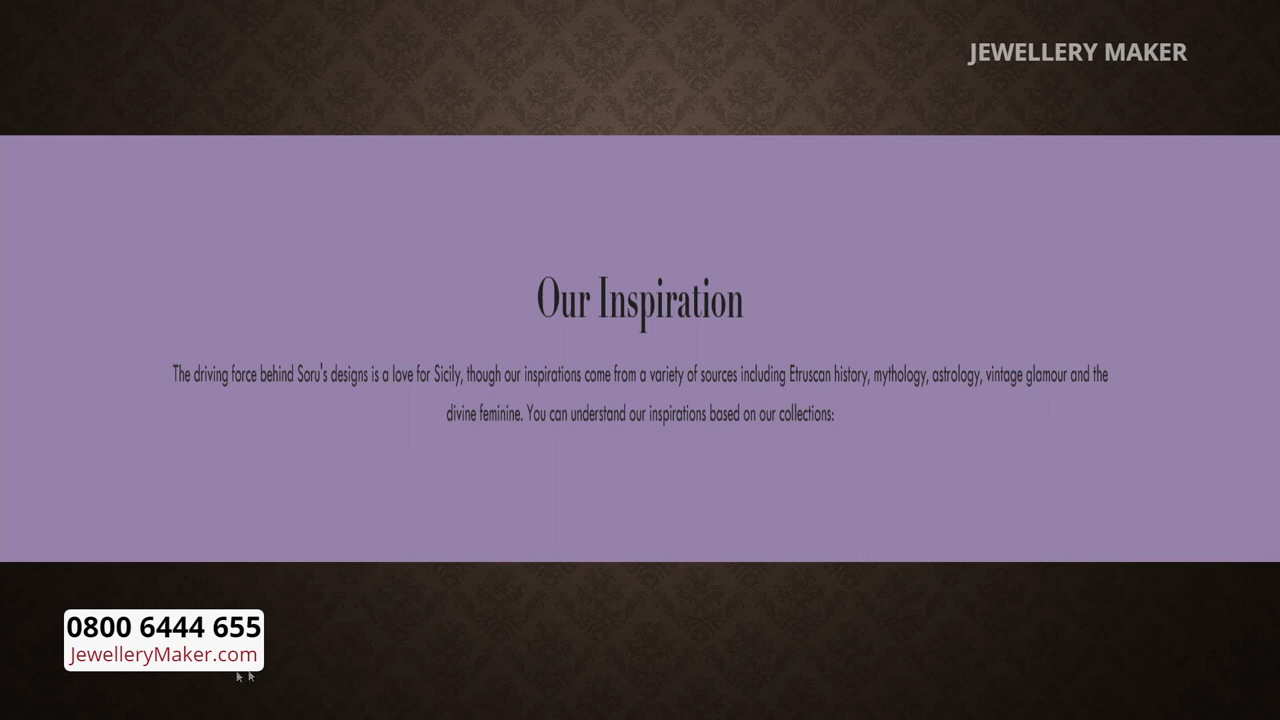 JEWELLERY MAKER
Our Inspiration
The driving force behind Soru's designs is a love for Sicily, though our inspirations come from a variety of sources including Etruscan history, mythology, astrology, vintage glamour and the
divine feminine. You can understand our inspirations based on our collections:
0800 6444 655
JewelleryMaker.com